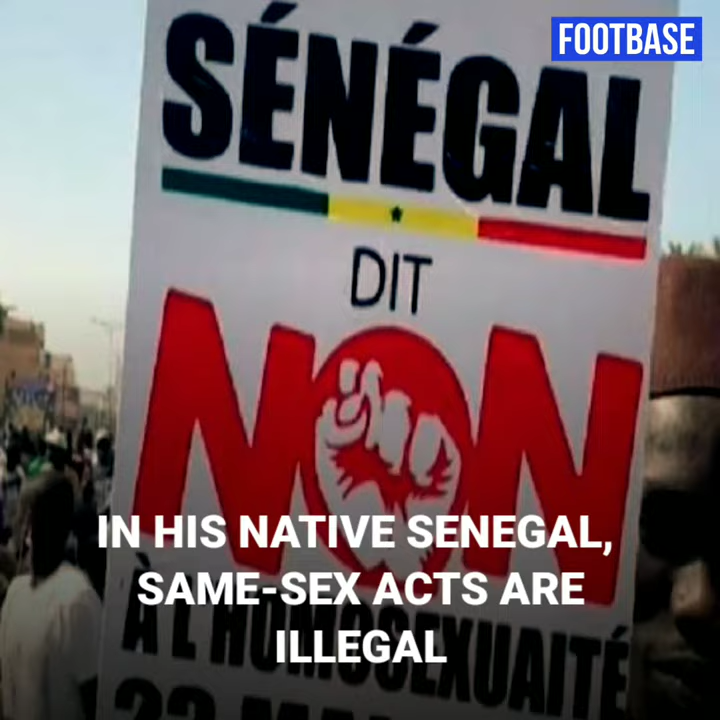 FOOTBASE
SÉNÉGAL
DIT
NON
IN HIS NATIVE SENEGAL,
SAME-SEX ACTS ARE
ILLEGAL
À L'HOMOSEXUAITÉ